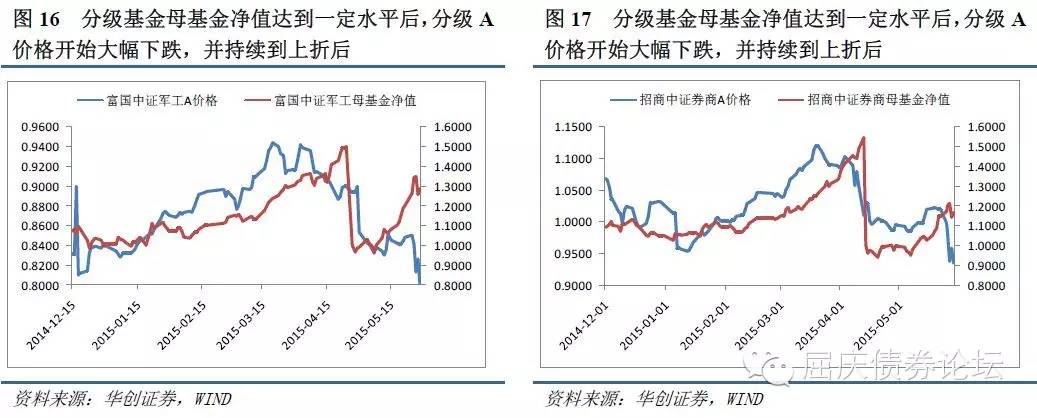 图 16 分级基金母基金净值达到一定水平后，分级 A
价格开始大幅下跌，并持续到上折后
富国中证军工A价格 富国中证军工母基金净值
0.9600 1.6000
0.9400 1.5000
0.9200 1.4000
0.9000 1.3000
0.8800 1.2000
0.8600 1.1000
0.8400 1.0000
0.8200 0.9000
0.8000 0.8000
2014-12-15 2015-01-15 2015-02-15 2015-03-15 2015-04-15 2015-05-15
资料来源：华创证券，WIND
图 17 分级基金母基金净值达到一定水平后，分级 A
价格开始大幅下跌，并持续到上折后
招商中证券商A价格 招商中证券商母基金净值
1.1500 1.6000
1.5000
1.1000 1.4000
1.3000
1.0500 1.2000
1.0000 1.1000
1.0000
0.9500 0.9000
0.9000 0.8000
2014-12-01 2015-01-01 2015-02-01 2015-03-01 2015-04-01 2015-05-01
资料来源：华创证券，WIND
屈庆债券论坛